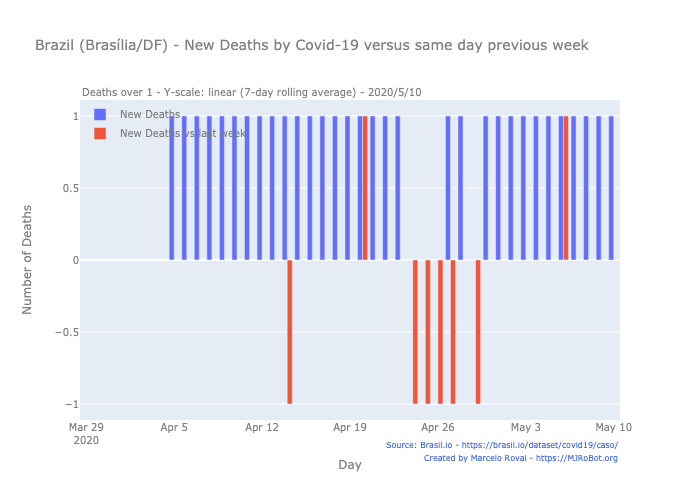 Brazil (Brasília/DF) - New Deaths by Covid-19 versus same day previous week
Deaths over 1 - Y-scale: linear (7-day rolling average) - 2020/5/10
New Deaths
New Deaths vs last week
1
0.5
0
−0.5
−1
Number of Deaths
Mar 29
2020
Apr 5
Apr 12
Apr 19
Apr 26
May 3
May 10
Day
Source: Brasil.io - https://brasil.io/dataset/covid19/caso/
Created by Marcelo Rovai - https://MJRoBot.org